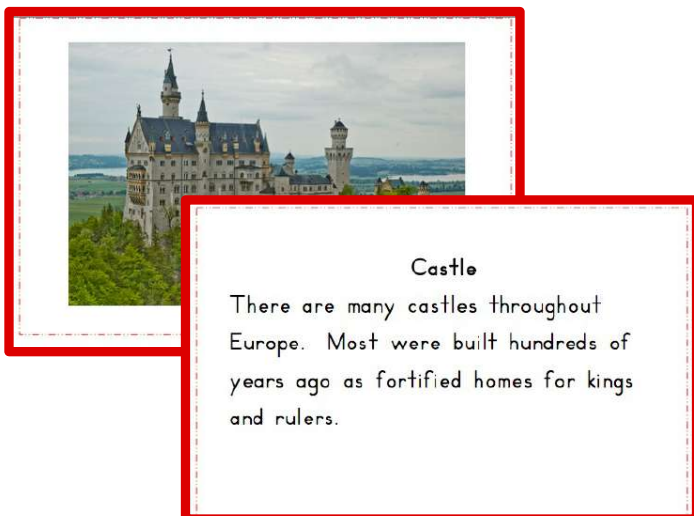 Castle
There are many castles throughout
Europe. Most were built hundreds of
years ago as fortified homes for kings
and rulers.